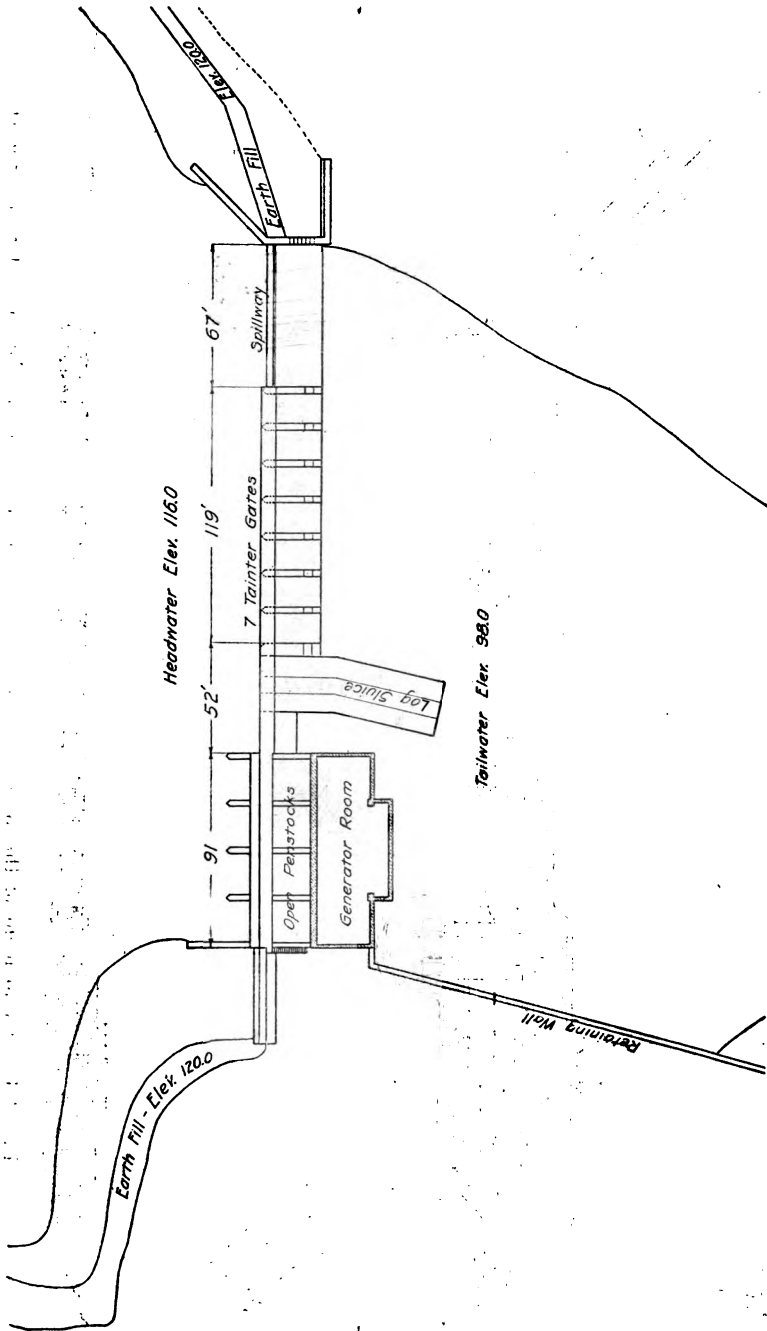 Headwater Elev. 116.0
91
52'
119'
67'
7 Tainter Gates
Spillway
Earth Fill
Elev. 120.0
Earth Fill - Elev. 120.0
Open Penstocks
Generator Room
Log Sluice
Tailwater Elev. 98.0
Retaining Wall